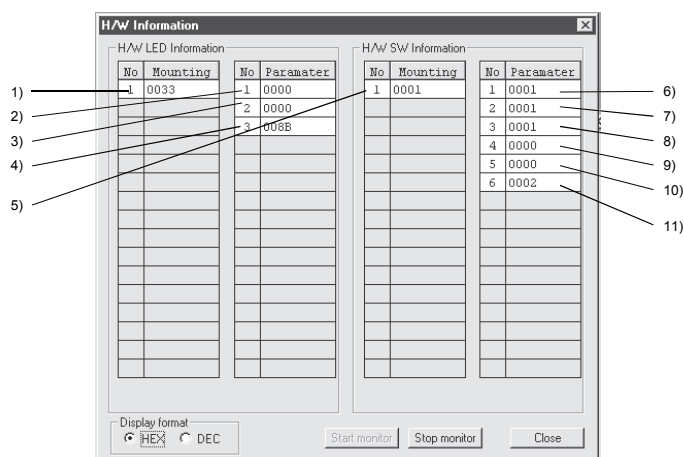 H/W Information
H/W LED Information H/W SW Information
No Mounting No Paramater No Mounting No Paramater
1) 1 0033 1 0000 1 0001 1 0001 6)
2) 2 0000 2 0001 7)
3) 3 008B 3 0001 8)
4) 4 0000 9)
5 0000 10)
5) 6 0002 11)
Display format
HEX DEC Start monitor Stop monitor Close